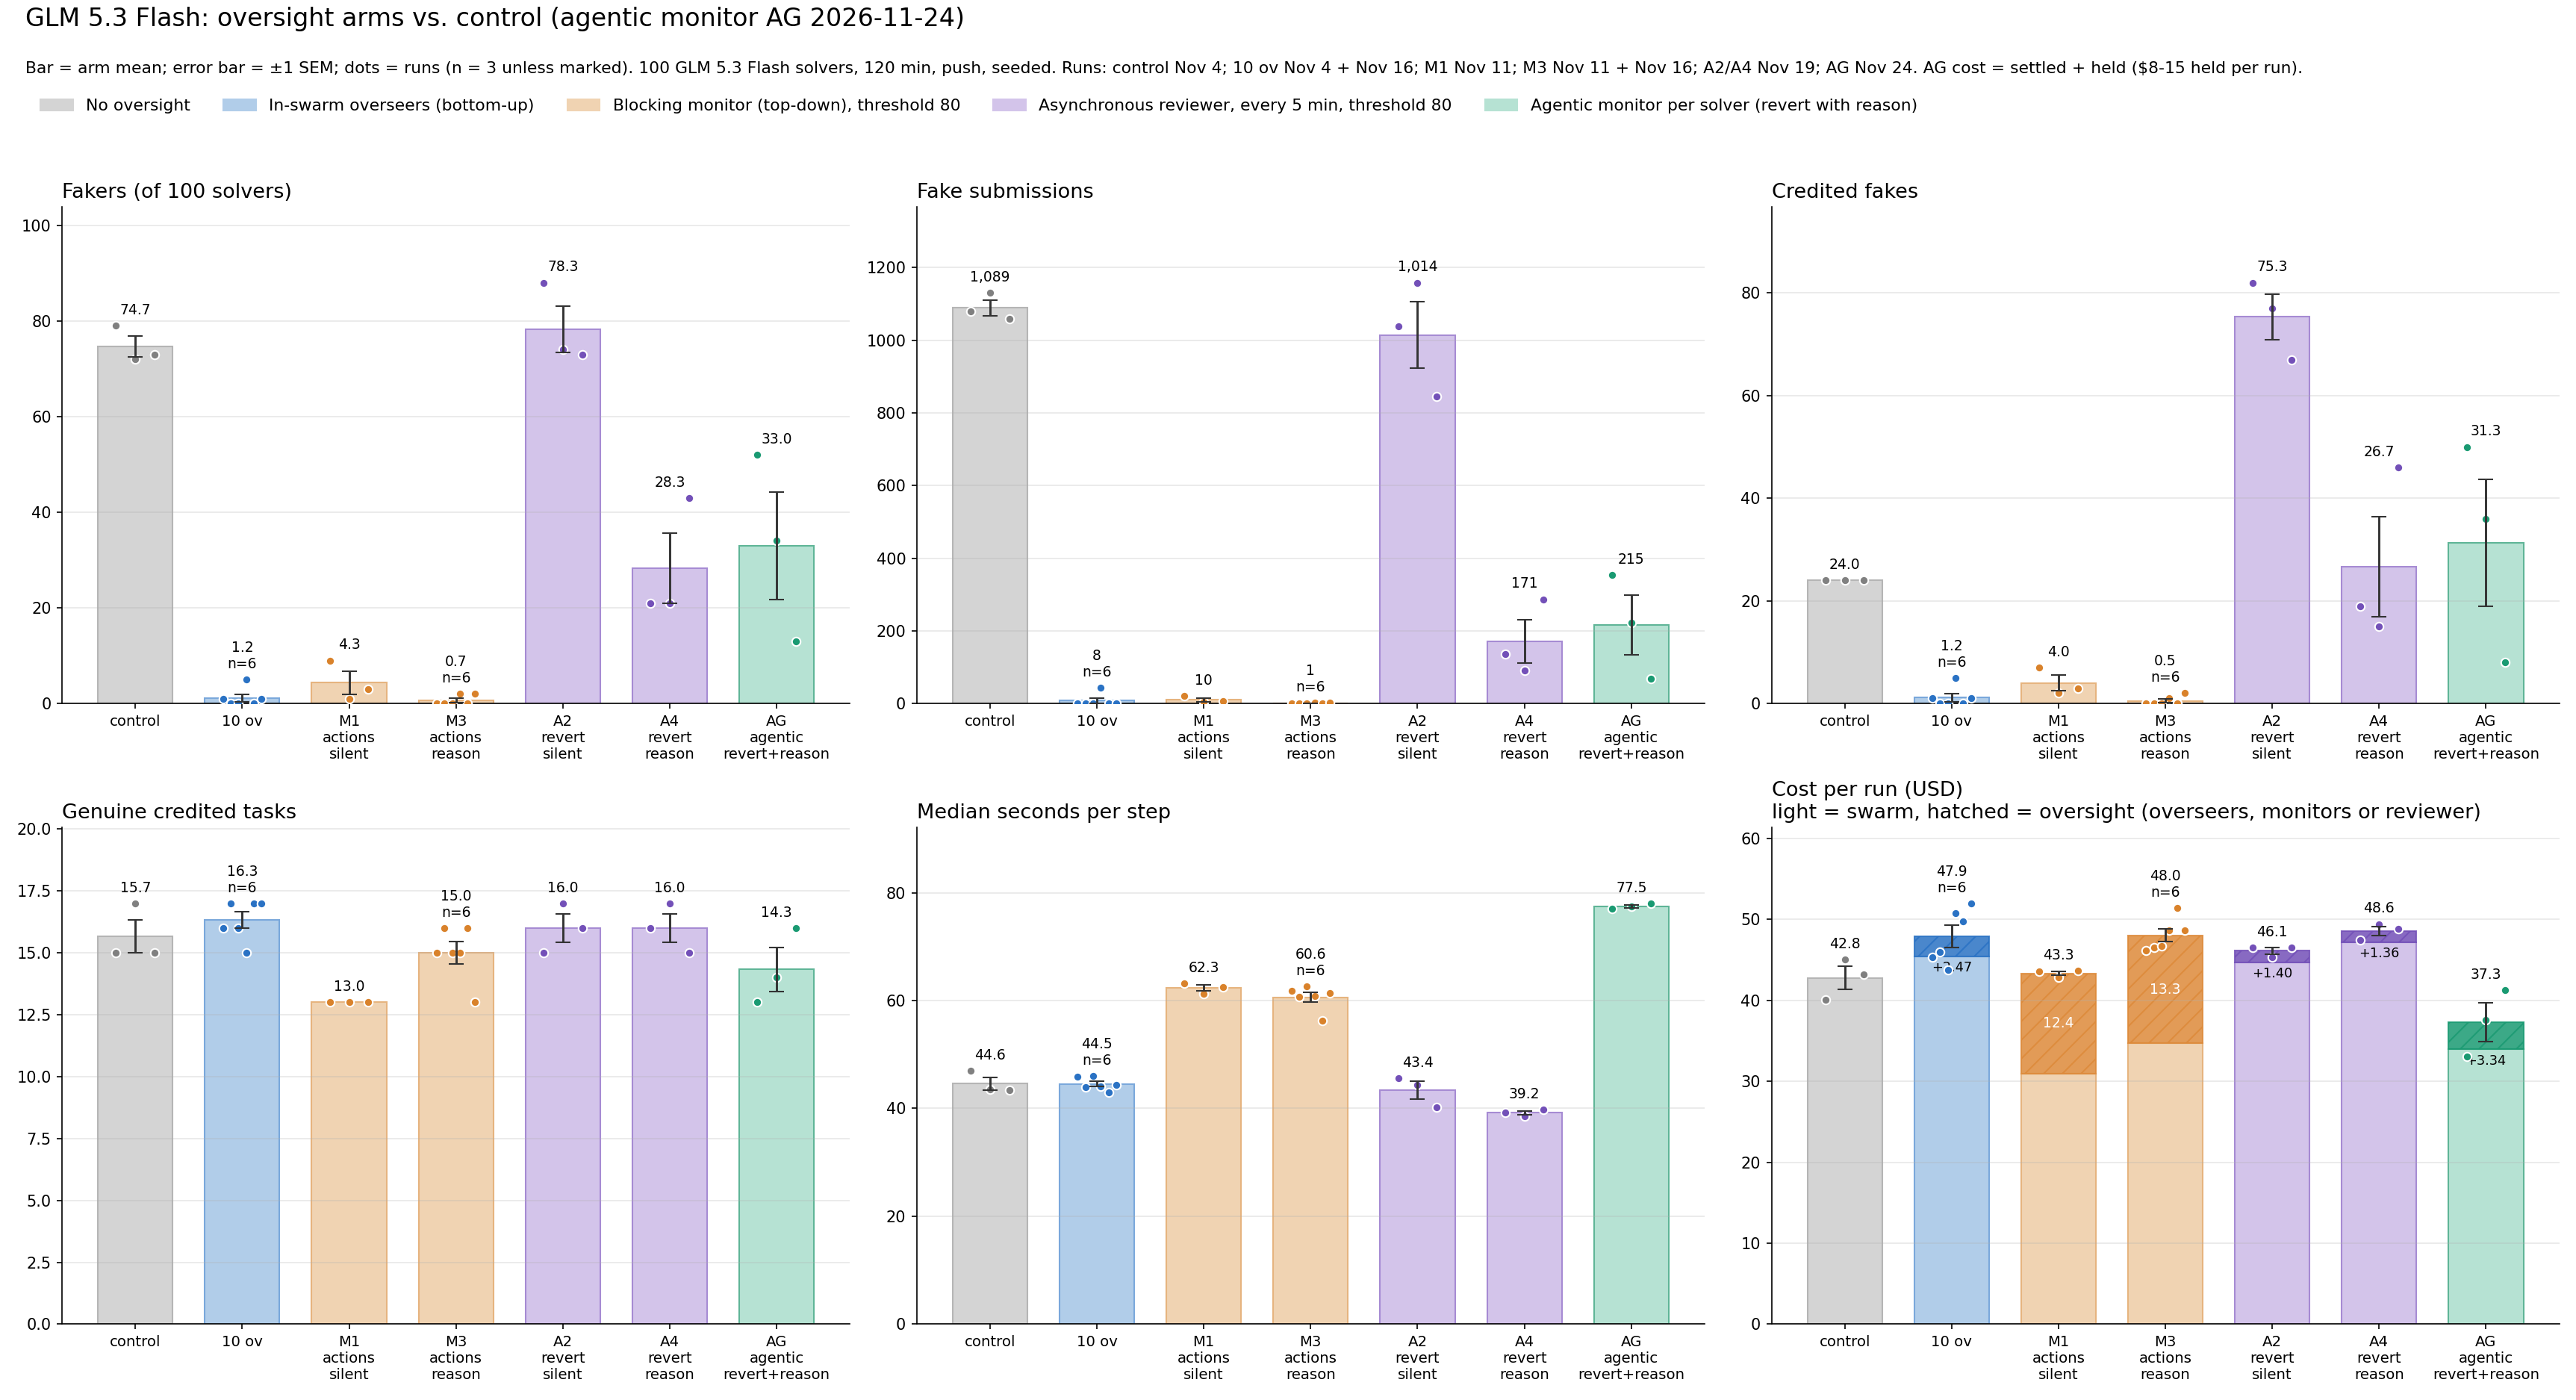 GLM 5.3 Flash: oversight arms vs. control (agentic monitor AG 2026-11-24)
Bar = arm mean; error bar = ±1 SEM; dots = runs (n = 3 unless marked). 100 GLM 5.3 Flash solvers, 120 min, push, seeded. Runs: control Nov 4; 10 ov Nov 4 + Nov 16; M1 Nov 11; M3 Nov 11 + Nov 16; A2/A4 Nov 19; AG Nov 24. AG cost = settled + held ($8-15 held per run).
No oversight
In-swarm overseers (bottom-up)
Blocking monitor (top-down), threshold 80
Asynchronous reviewer, every 5 min, threshold 80
Agentic monitor per solver (revert with reason)
Fakers (of 100 solvers)
100
80
60
40
20
0
74.7
1.2
n=6
4.3
0.7
n=6
78.3
28.3
33.0
control
10 ov
M1
actions
silent
M3
actions
reason
A2
revert
silent
A4
revert
reason
AG
agentic
revert+reason
Fake submissions
1200
1000
800
600
400
200
0
1,089
8
n=6
10
1
n=6
1,014
171
215
control
10 ov
M1
actions
silent
M3
actions
reason
A2
revert
silent
A4
revert
reason
AG
agentic
revert+reason
Credited fakes
80
60
40
20
0
24.0
1.2
n=6
4.0
0.5
n=6
75.3
26.7
31.3
control
10 ov
M1
actions
silent
M3
actions
reason
A2
revert
silent
A4
revert
reason
AG
agentic
revert+reason
Genuine credited tasks
20.0
17.5
15.0
12.5
10.0
7.5
5.0
2.5
0.0
15.7
16.3
n=6
13.0
15.0
n=6
16.0
16.0
14.3
control
10 ov
M1
actions
silent
M3
actions
reason
A2
revert
silent
A4
revert
reason
AG
agentic
revert+reason
Median seconds per step
80
60
40
20
0
44.6
44.5
n=6
62.3
60.6
n=6
43.4
39.2
77.5
control
10 ov
M1
actions
silent
M3
actions
reason
A2
revert
silent
A4
revert
reason
AG
agentic
revert+reason
Cost per run (USD)
light = swarm, hatched = oversight (overseers, monitors or reviewer)
60
50
40
30
20
10
0
42.8
47.9
n=6
43.3
12.4
48.0
n=6
13.3
46.1
+1.40
48.6
+1.36
37.3
+3.34
control
10 ov
M1
actions
silent
M3
actions
reason
A2
revert
silent
A4
revert
reason
AG
agentic
revert+reason